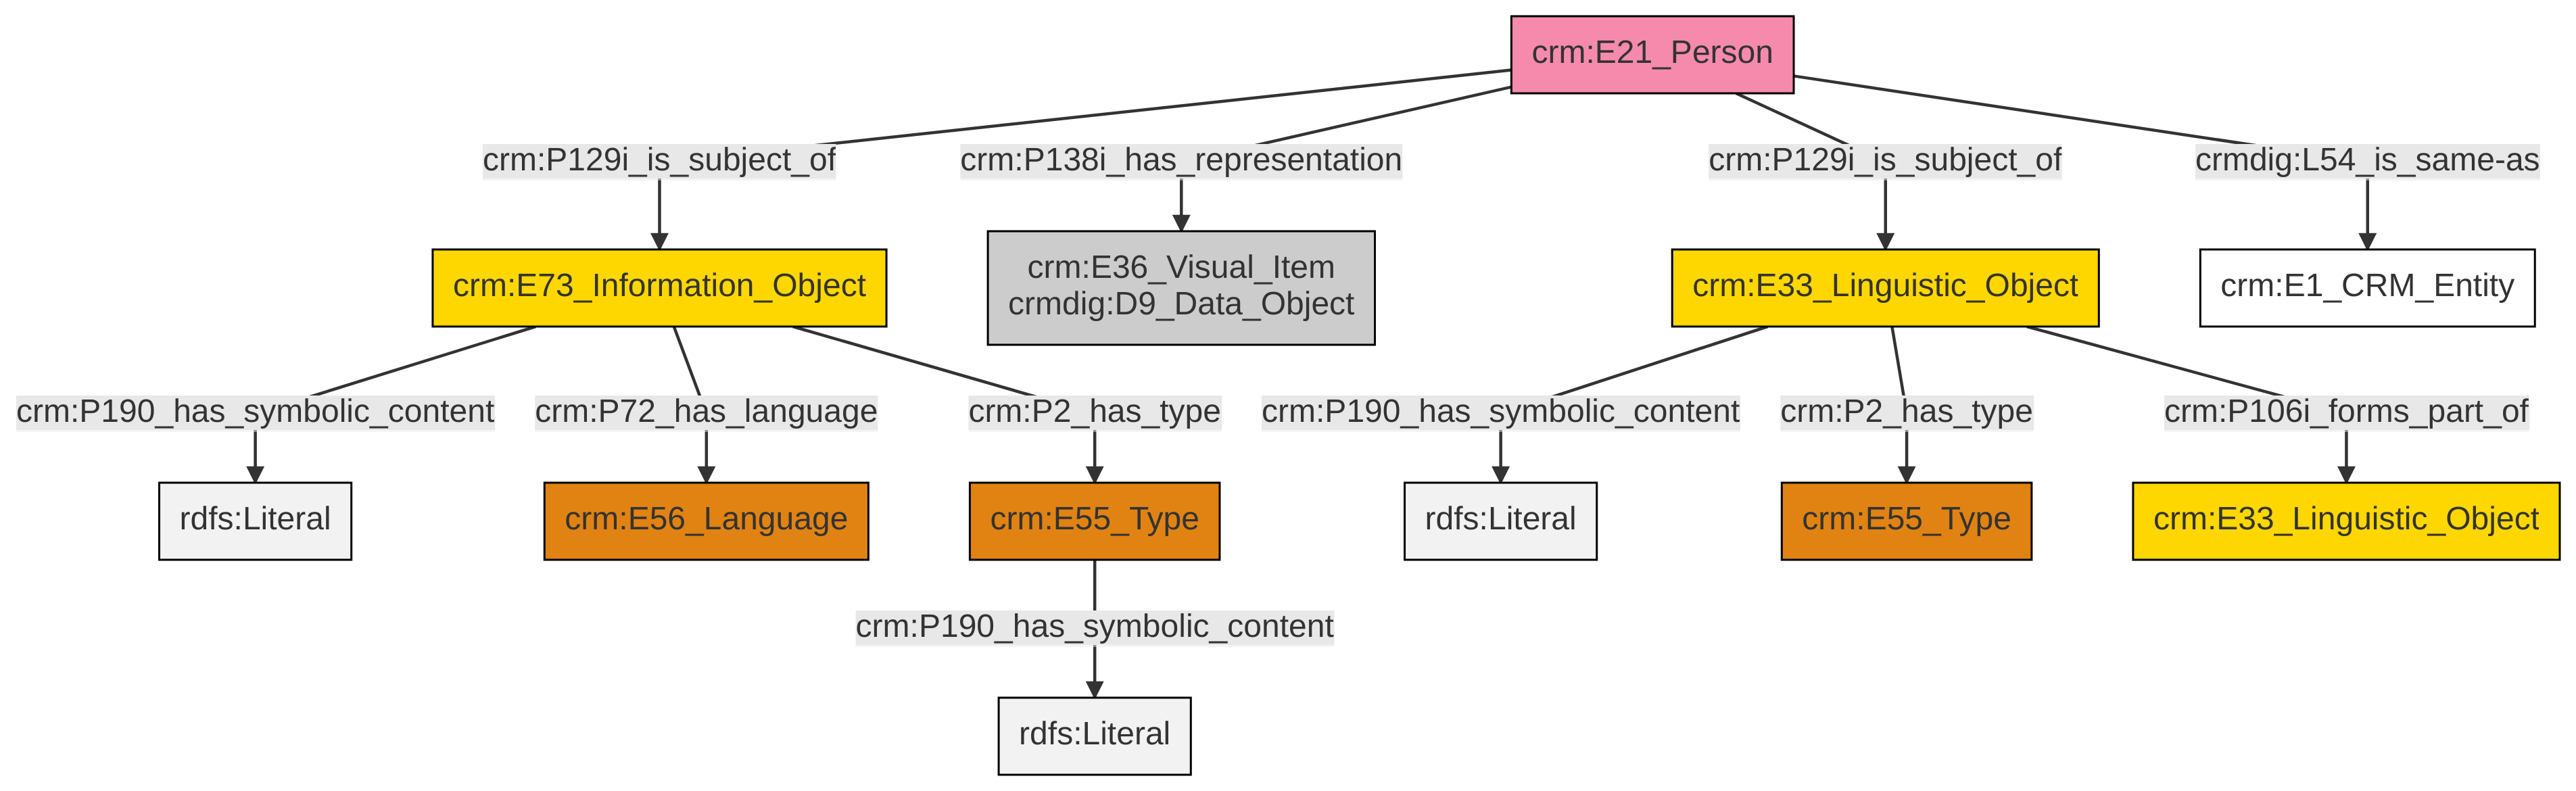 crm:E21_Person
crm:P129i_is_subject_of
crm:P138i_has_representation
crm:P129i_is_subject_of
crmdig:L54_is_same-as
crm:E73_Information_Object
crm:E36_Visual_Item
crmdig:D9_Data_Object
crm:E33_Linguistic_Object
crm:E1_CRM_Entity
crm:P190_has_symbolic_content
crm:P72_has_language
crm:P2_has_type
crm:P190_has_symbolic_content
crm:P2_has_type
crm:P106i_forms_part_of
rdfs:Literal
crm:E56_Language
crm:E55_Type
rdfs:Literal
crm:E55_Type
crm:E33_Linguistic_Object
crm:P190_has_symbolic_content
rdfs:Literal